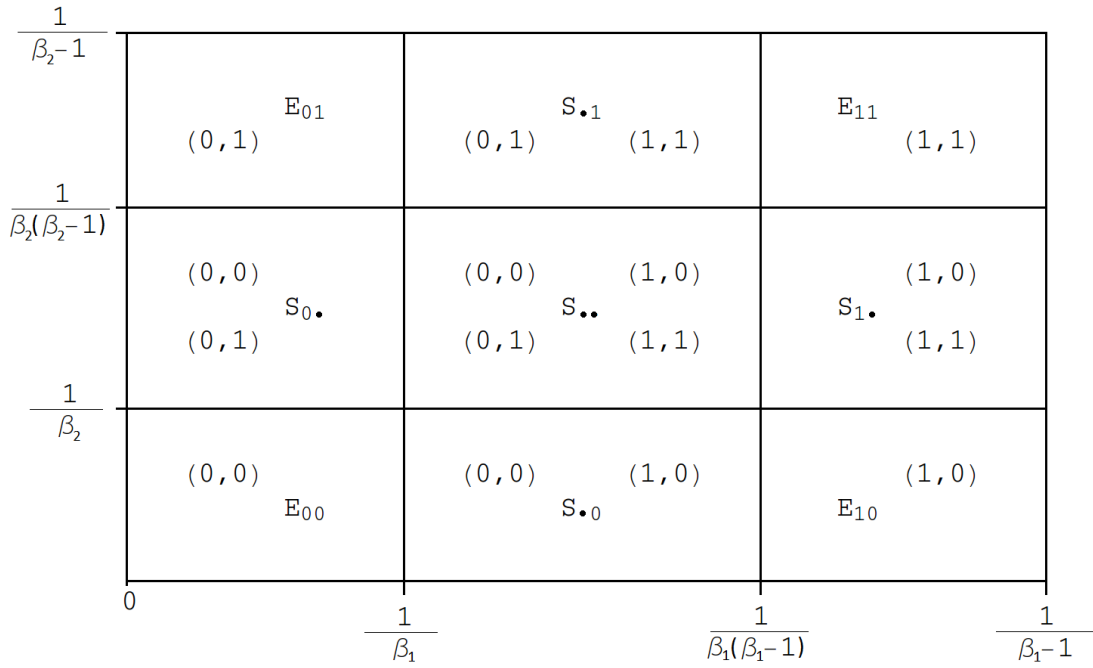 1
β₂-1
E₀₁
S•₁
E₁₁
(0,1)
(0,1) (1,1)
(1,1)
1
β₂(β₂-1)
(0,0)
(0,0) (1,0)
(1,0)
S₀•
S••
S₁•
(0,1)
(0,1) (1,1)
(1,1)
1
β₂
(0,0)
(0,0) (1,0)
(1,0)
E₀₀
S•₀
E₁₀
0
1
β₁
1
β₁(β₁-1)
1
β₁-1